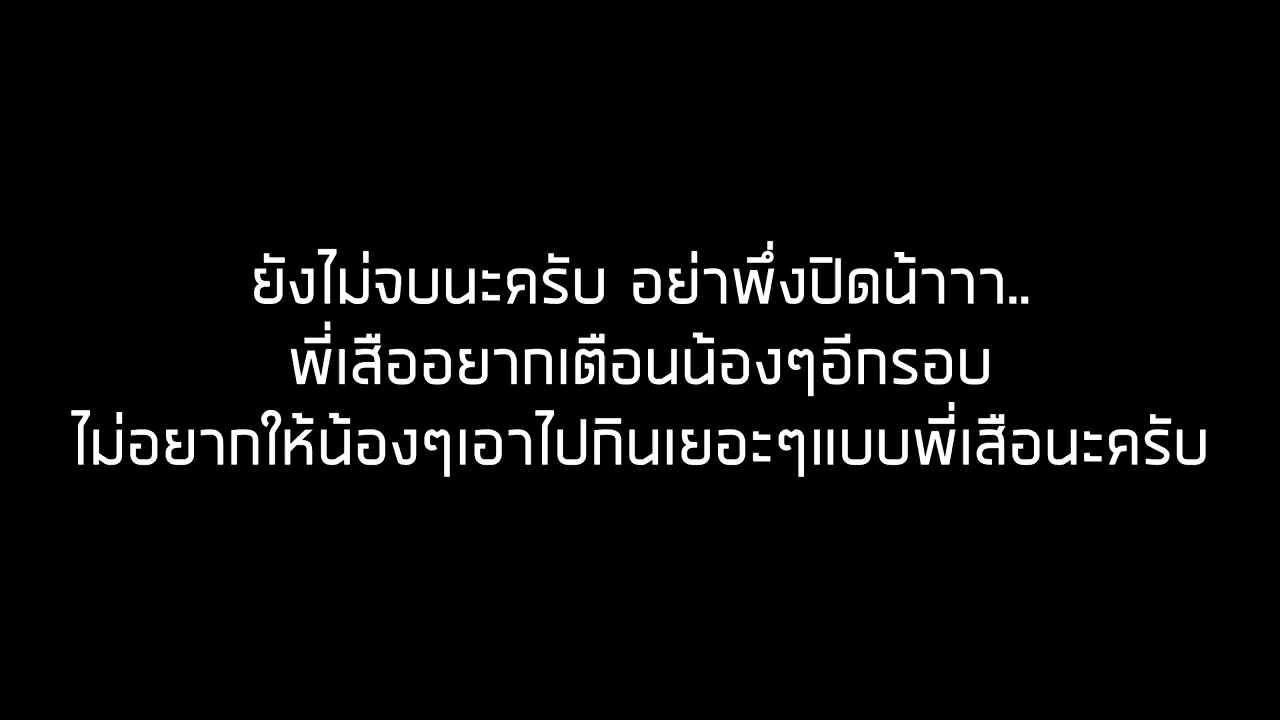 ยังไม่จบนะครับ อย่าพึ่งปิดน้าาา..
พี่เสืออยากเตือนน้องๆอีกรอบ
ไม่อยากให้น้องๆเอาไปกินเยอะๆแบบพี่เสือนะครับ